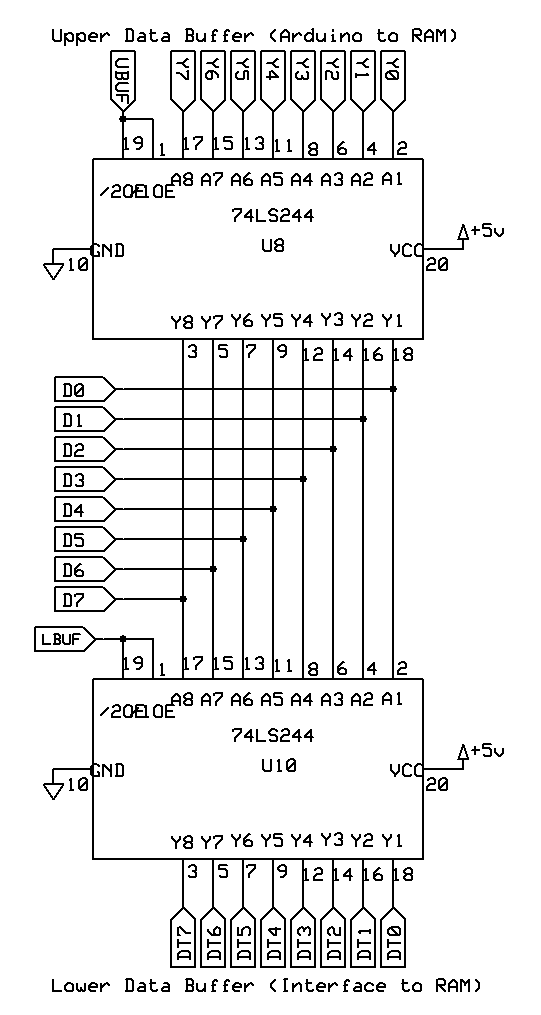 Upper Data Buffer (Arduino to RAM)
UBUF Y7 Y6 Y5 Y4 Y3 Y2 Y1 Y0
19 1 17 15 13 11 8 6 4 2
/2OE /1OE A8 A7 A6 A5 A4 A3 A2 A1
74LS244
+5v
U8
GND VCC
10 20
Y8 Y7 Y6 Y5 Y4 Y3 Y2 Y1
3 5 7 9 12 14 16 18
D0
D1
D2
D3
D4
D5
D6
D7
LBUF
19 1 17 15 13 11 8 6 4 2
/2OE /1OE A8 A7 A6 A5 A4 A3 A2 A1
74LS244
+5v
U10
GND VCC
10 20
Y8 Y7 Y6 Y5 Y4 Y3 Y2 Y1
3 5 7 9 12 14 16 18
DT7 DT6 DT5 DT4 DT3 DT2 DT1 DT0
Lower Data Buffer (Interface to RAM)